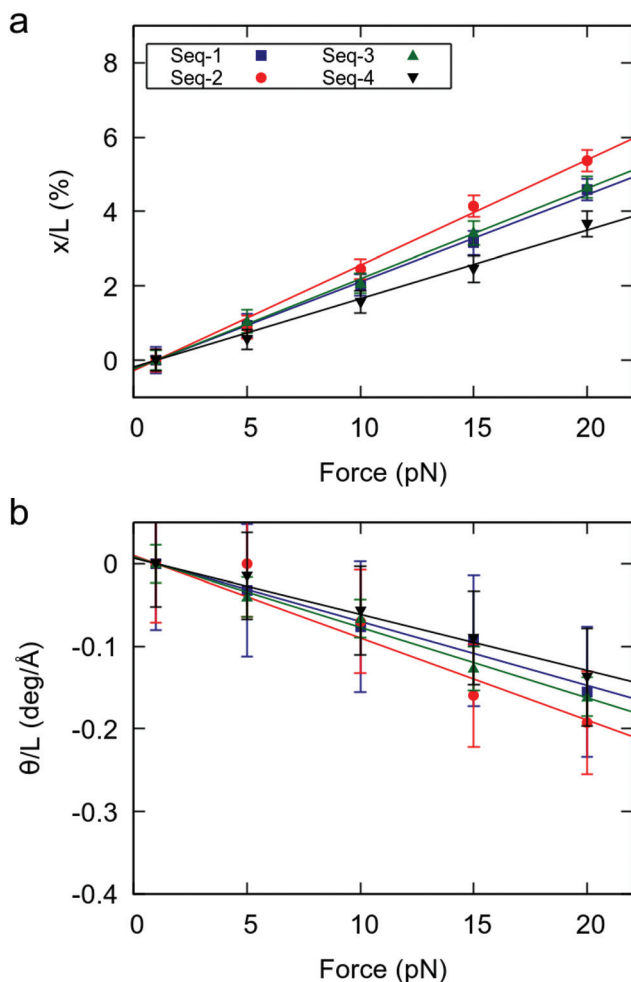 a
8
6
4
2
0
x/L (%)
Seq-1 Seq-3
Seq-2 Seq-4
0 5 10 15 20
Force (pN)
b
0
-0.1
-0.2
-0.3
-0.4
θ/L (deg/Å)
0 5 10 15 20
Force (pN)